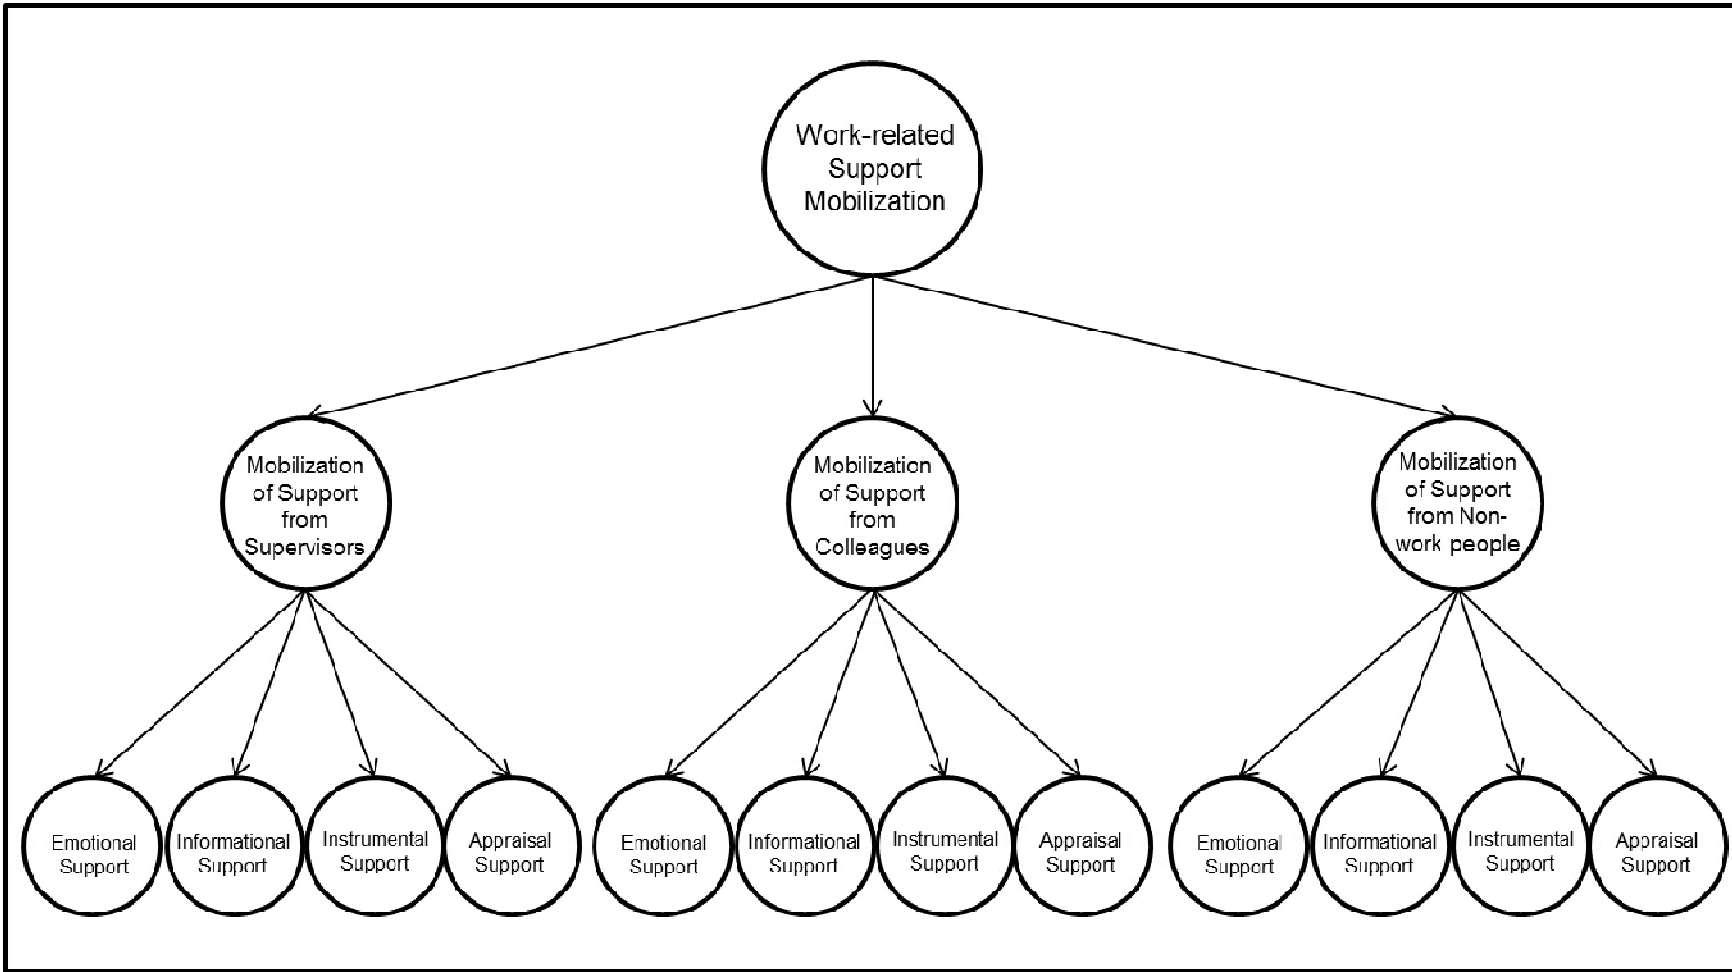 Work-related
Support
Mobilization
Mobilization
of Support
from
Supervisors
Mobilization
of Support
from
Colleagues
Mobilization
of Support
from Non-
work people
Emotional
Support
Informational
Support
Instrumental
Support
Appraisal
Support
Emotional
Support
Informational
Support
Instrumental
Support
Appraisal
Support
Emotional
Support
Informational
Support
Instrumental
Support
Appraisal
Support